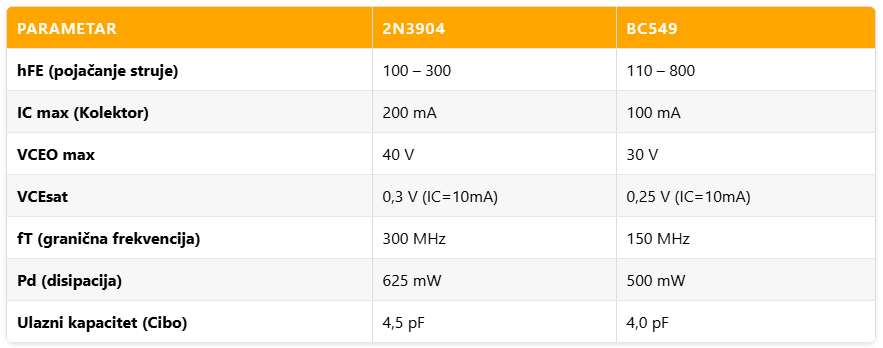 PARAMETAR 2N3904 BC549
hFE (pojačanje struje) 100 – 300 110 – 800
IC max (Kolektor) 200 mA 100 mA
VCEO max 40 V 30 V
VCEsat 0,3 V (IC=10mA) 0,25 V (IC=10mA)
fT (granična frekvencija) 300 MHz 150 MHz
Pd (disipacija) 625 mW 500 mW
Ulazni kapacitet (Cibo) 4,5 pF 4,0 pF